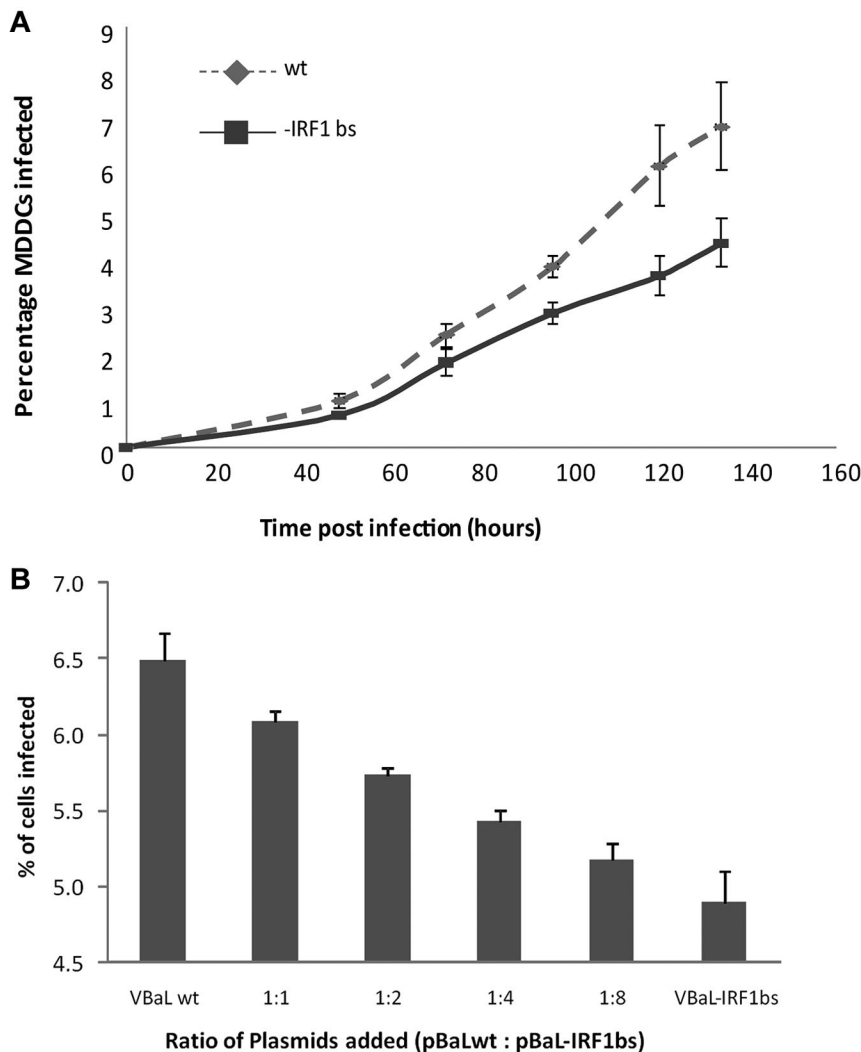 A
9
8
7
6
5
4
3
2
1
0
Percentage MDDCs infected
wt
-IRF1 bs
0 20 40 60 80 100 120 140 160
Time post infection (hours)
B
7.0
6.5
6.0
5.5
5.0
4.5
% of cells infected
VBaL wt 1:1 1:2 1:4 1:8 VBaL-IRF1bs
Ratio of Plasmids added (pBaLwt : pBaL-IRF1bs)